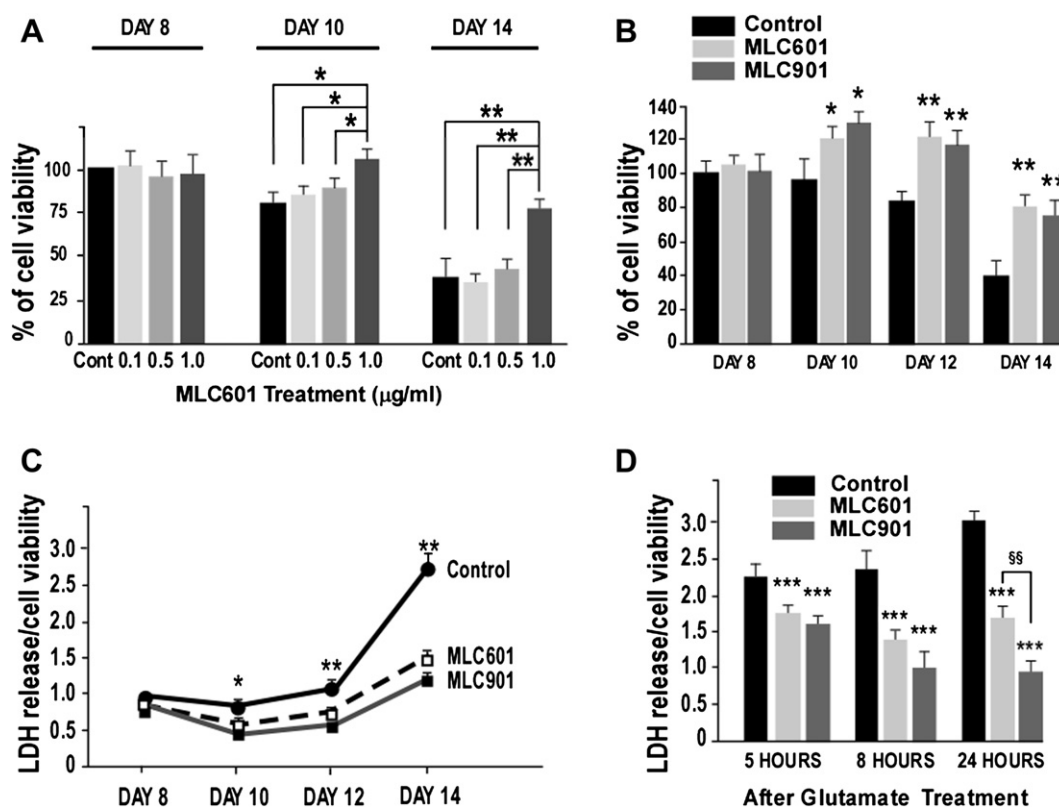 A
DAY 8
DAY 10
DAY 14
*
*
*
**
**
**
% of cell viability
100
75
50
25
0
Cont 0.1 0.5 1.0
Cont 0.1 0.5 1.0
Cont 0.1 0.5 1.0
MLC601 Treatment (µg/ml)
B
Control
MLC601
MLC901
% of cell viability
140
120
100
80
60
40
20
0
*
*
**
**
**
**
DAY 8
DAY 10
DAY 12
DAY 14
C
LDH release/cell viability
3.0
2.5
2.0
1.5
1.0
0.5
0
*
**
**
Control
MLC601
MLC901
DAY 8
DAY 10
DAY 12
DAY 14
D
Control
MLC601
MLC901
LDH release/cell viability
3.0
2.5
2.0
1.5
1.0
0.5
0
***
***
***
***
§§
***
***
5 HOURS
8 HOURS
24 HOURS
After Glutamate Treatment